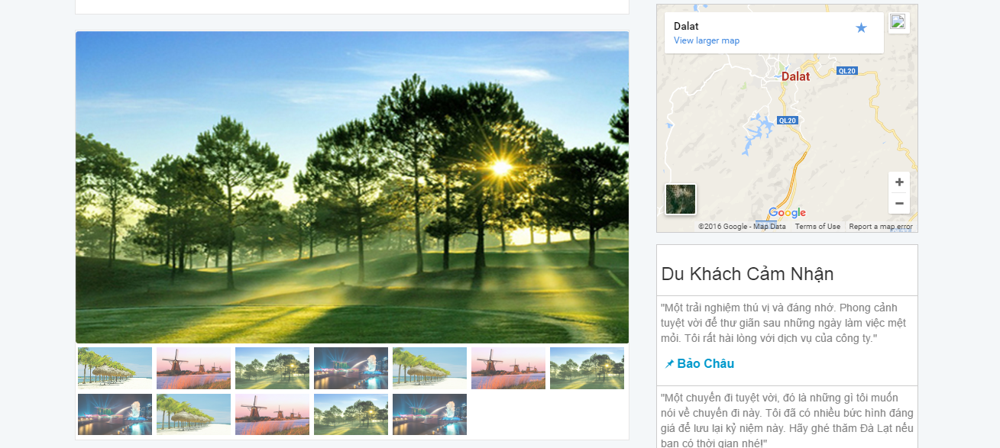 Dalat
View larger map
QL20
Dalat
QL20
Google
©2016 Google - Map Data Terms of Use Report a map error
Du Khách Cảm Nhận
"Một trải nghiệm thú vị và đáng nhớ. Phong cảnh
tuyệt vời để thư giãn sau những ngày làm việc mệt
mỏi. Tôi rất hài lòng với dịch vụ của công ty."
Bảo Châu
"Một chuyến đi tuyệt vời, đó là những gì tôi muốn
nói về chuyến đi này. Tôi đã có nhiều bức hình đáng
giá để lưu lại kỷ niệm này. Hãy ghé thăm Đà Lạt nếu
bạn có thời gian nhé!"